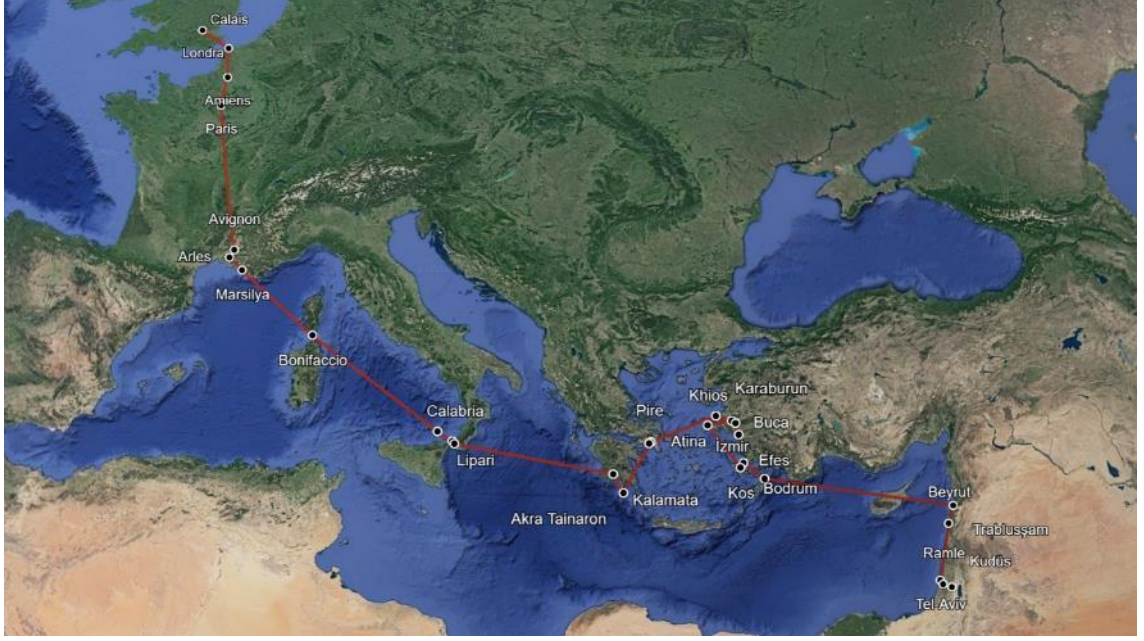 Calais
Londra
Amiens
Paris
Avignon
Arles
Marsilya
Bonifaccio
Calabria
Lipari
Pire
Khios
Karaburun
Buca
Atina
İzmir
Efes
Kos
Bodrum
Kalamata
Akra Tainaron
Beyrut
Trablusşam
Ramle
Kudüs
Tel Aviv